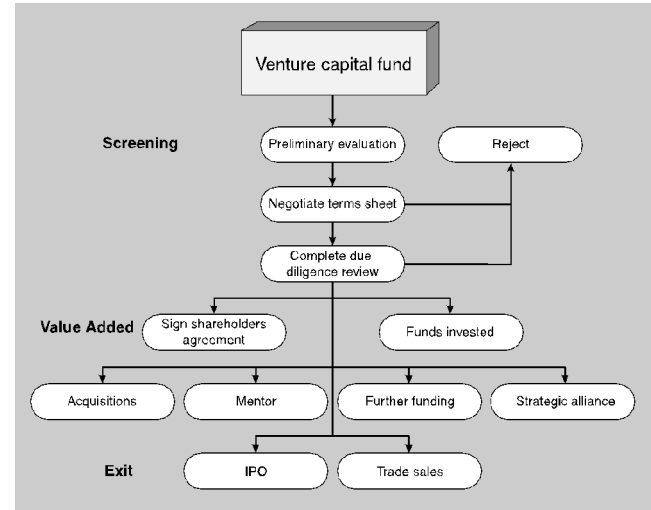 Venture capital fund
Screening
Preliminary evaluation
Reject
Negotiate terms sheet
Complete due
diligence review
Value Added
Sign shareholders
agreement
Funds invested
Acquisitions
Mentor
Further funding
Strategic alliance
Exit
IPO
Trade sales